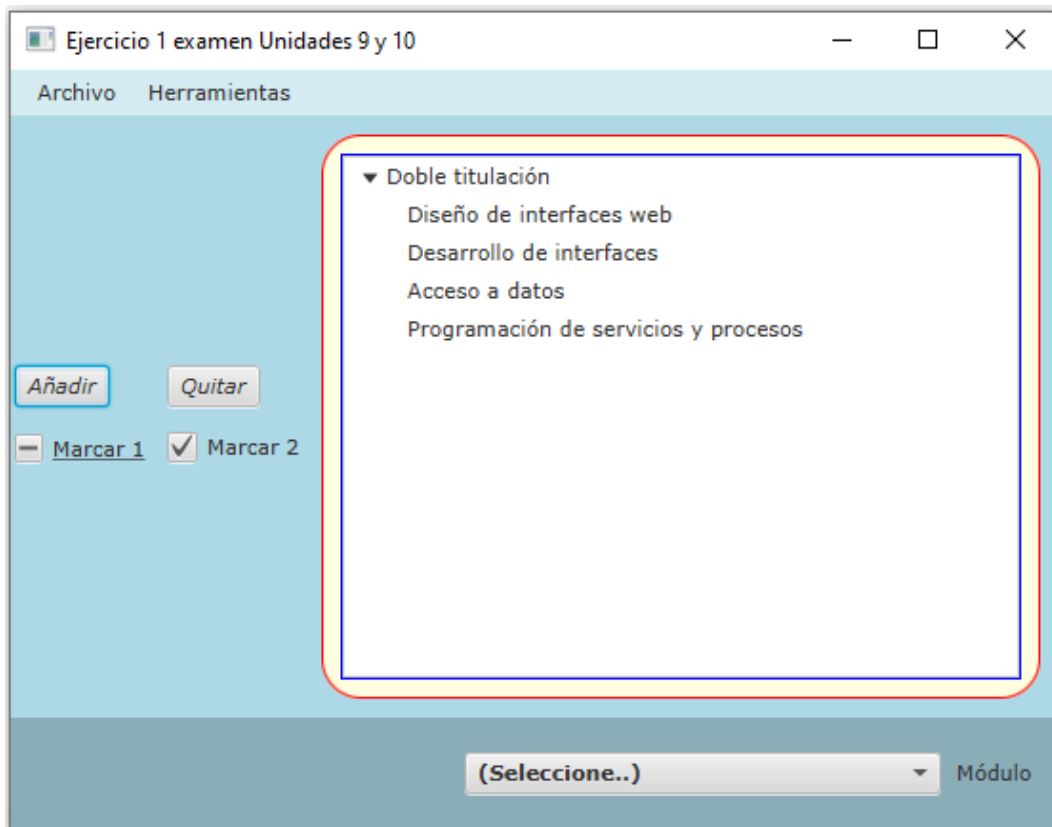 Ejercicio 1 examen Unidades 9 y 10
Archivo Herramientas
Doble titulación
Diseño de interfaces web
Desarrollo de interfaces
Acceso a datos
Programación de servicios y procesos
Añadir Quitar
Marcar 1 Marcar 2
(Seleccione..) Módulo